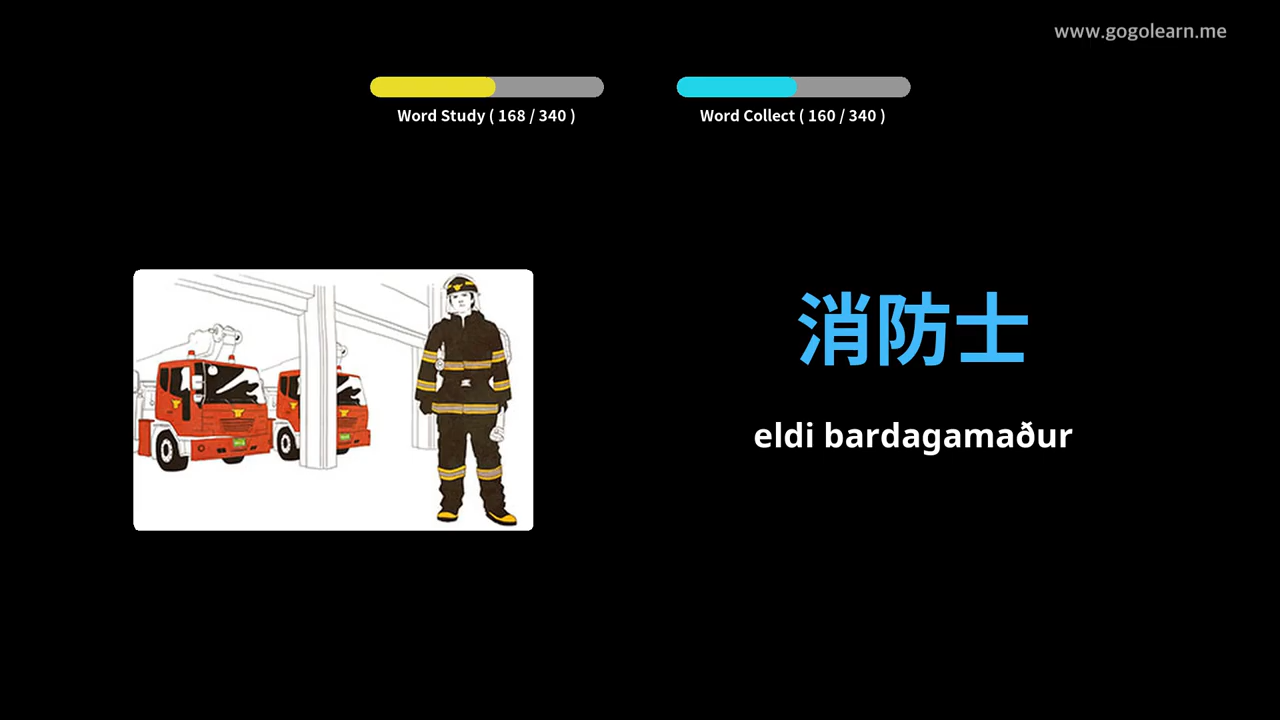 www.gogolearn.me
Word Study ( 168 / 340 )
Word Collect ( 160 / 340 )
消防士
eldi bardagamaður